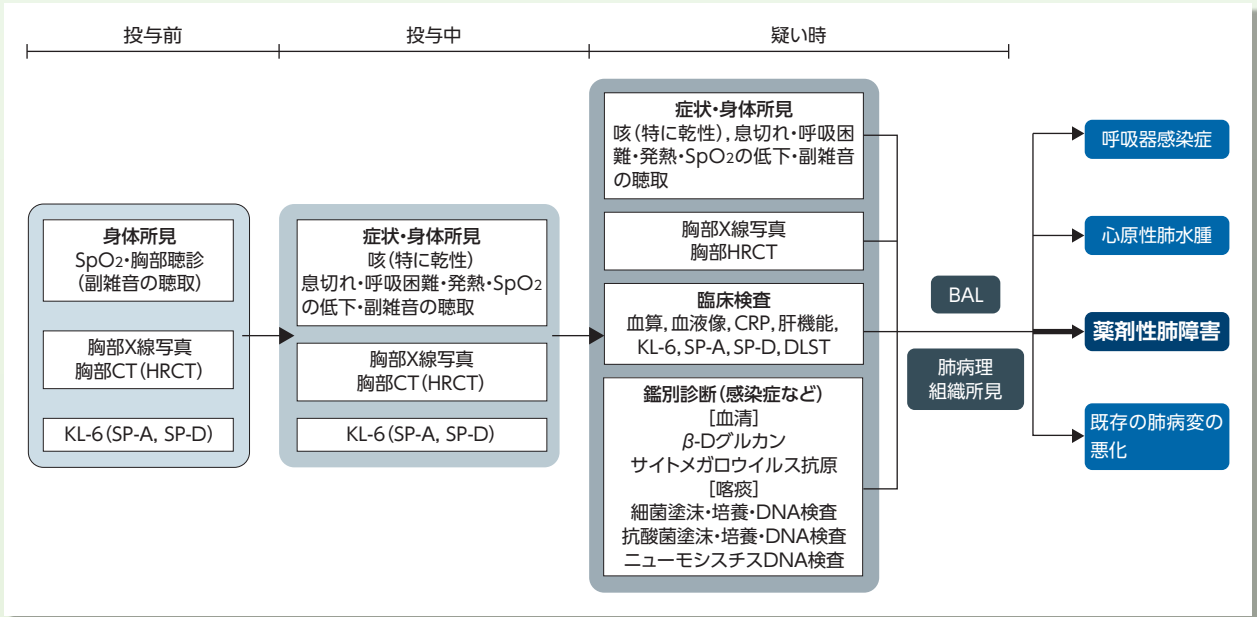 投与前
投与中
疑い時
身体所見
SpO2・胸部聴診
(副雑音の聴取)
胸部X線写真
胸部CT(HRCT)
KL-6(SP-A, SP-D)
症状・身体所見
咳(特に乾性)
息切れ・呼吸困難・発熱・SpO2
の低下・副雑音の聴取
胸部X線写真
胸部CT(HRCT)
KL-6(SP-A, SP-D)
症状・身体所見
咳(特に乾性),息切れ・呼吸困
難・発熱・SpO2の低下・副雑音
の聴取
胸部X線写真
胸部HRCT
臨床検査
血算,血液像,CRP,肝機能,
KL-6,SP-A,SP-D,DLST
鑑別診断(感染症など)
[血清]
β-Dグルカン
サイトメガロウイルス抗原
[喀痰]
細菌塗沫・培養・DNA検査
抗酸菌塗沫・培養・DNA検査
ニューモシスチスDNA検査
BAL
肺病理
組織所見
呼吸器感染症
心原性肺水腫
薬剤性肺障害
既存の肺病変の
悪化